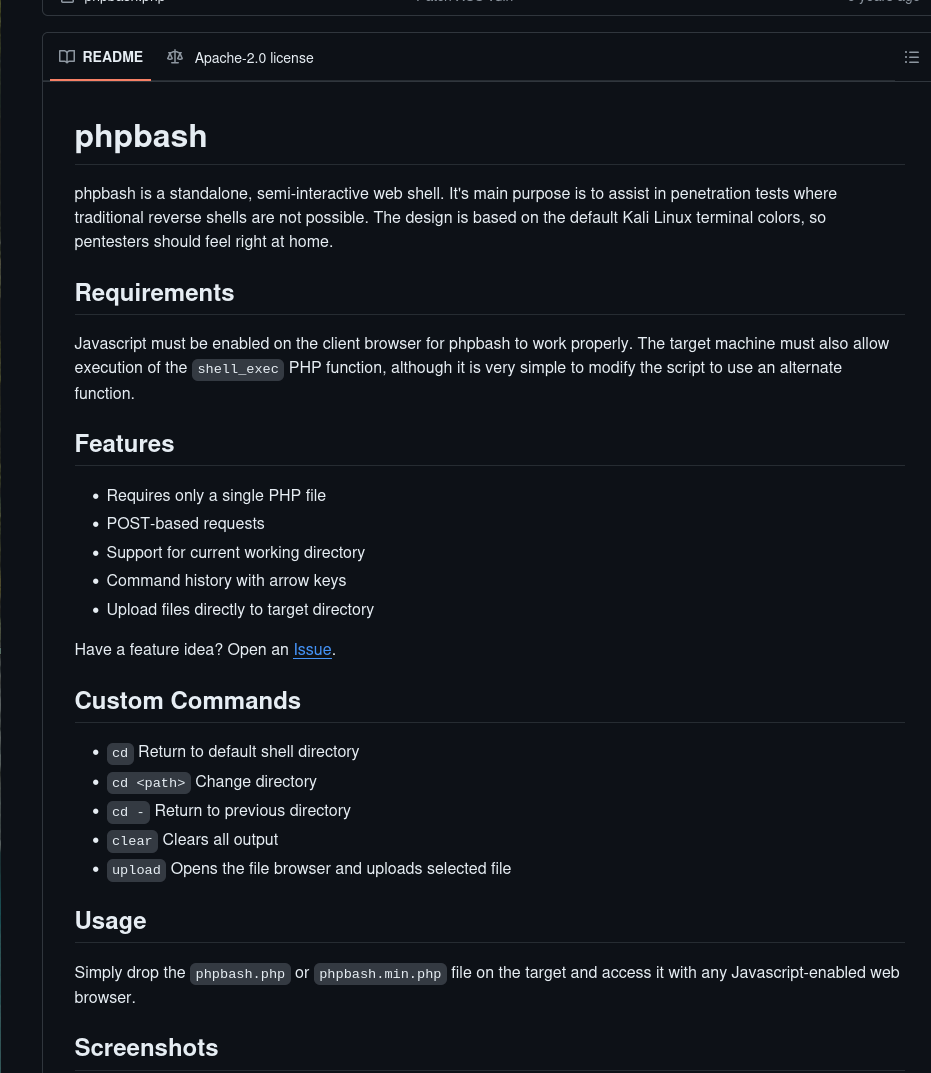 phpbash.php
README
Apache-2.0 license
phpbash
phpbash is a standalone, semi-interactive web shell. It's main purpose is to assist in penetration tests where
traditional reverse shells are not possible. The design is based on the default Kali Linux terminal colors, so
pentesters should feel right at home.
Requirements
Javascript must be enabled on the client browser for phpbash to work properly. The target machine must also allow
execution of the shell_exec PHP function, although it is very simple to modify the script to use an alternate
function.
Features
• Requires only a single PHP file
• POST-based requests
• Support for current working directory
• Command history with arrow keys
• Upload files directly to target directory
Have a feature idea? Open an Issue.
Custom Commands
• cd Return to default shell directory
• cd <path> Change directory
• cd - Return to previous directory
• clear Clears all output
• upload Opens the file browser and uploads selected file
Usage
Simply drop the phpbash.php or phpbash.min.php file on the target and access it with any Javascript-enabled web
browser.
Screenshots